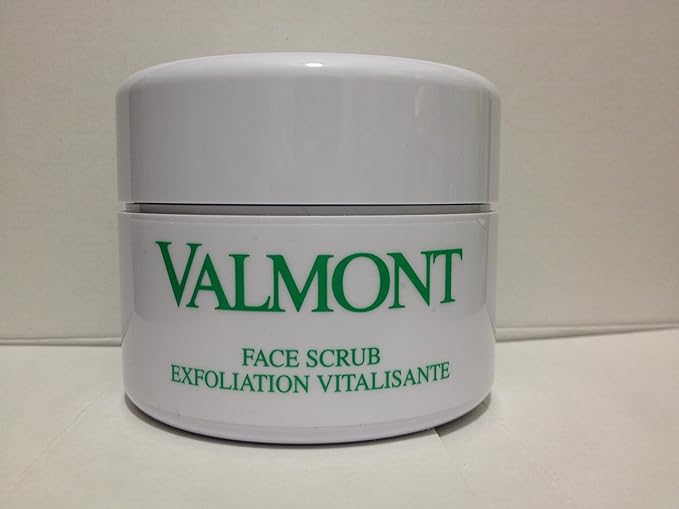 VALMONT
FACE SCRUB
EXFOLIATION VITALISANTE